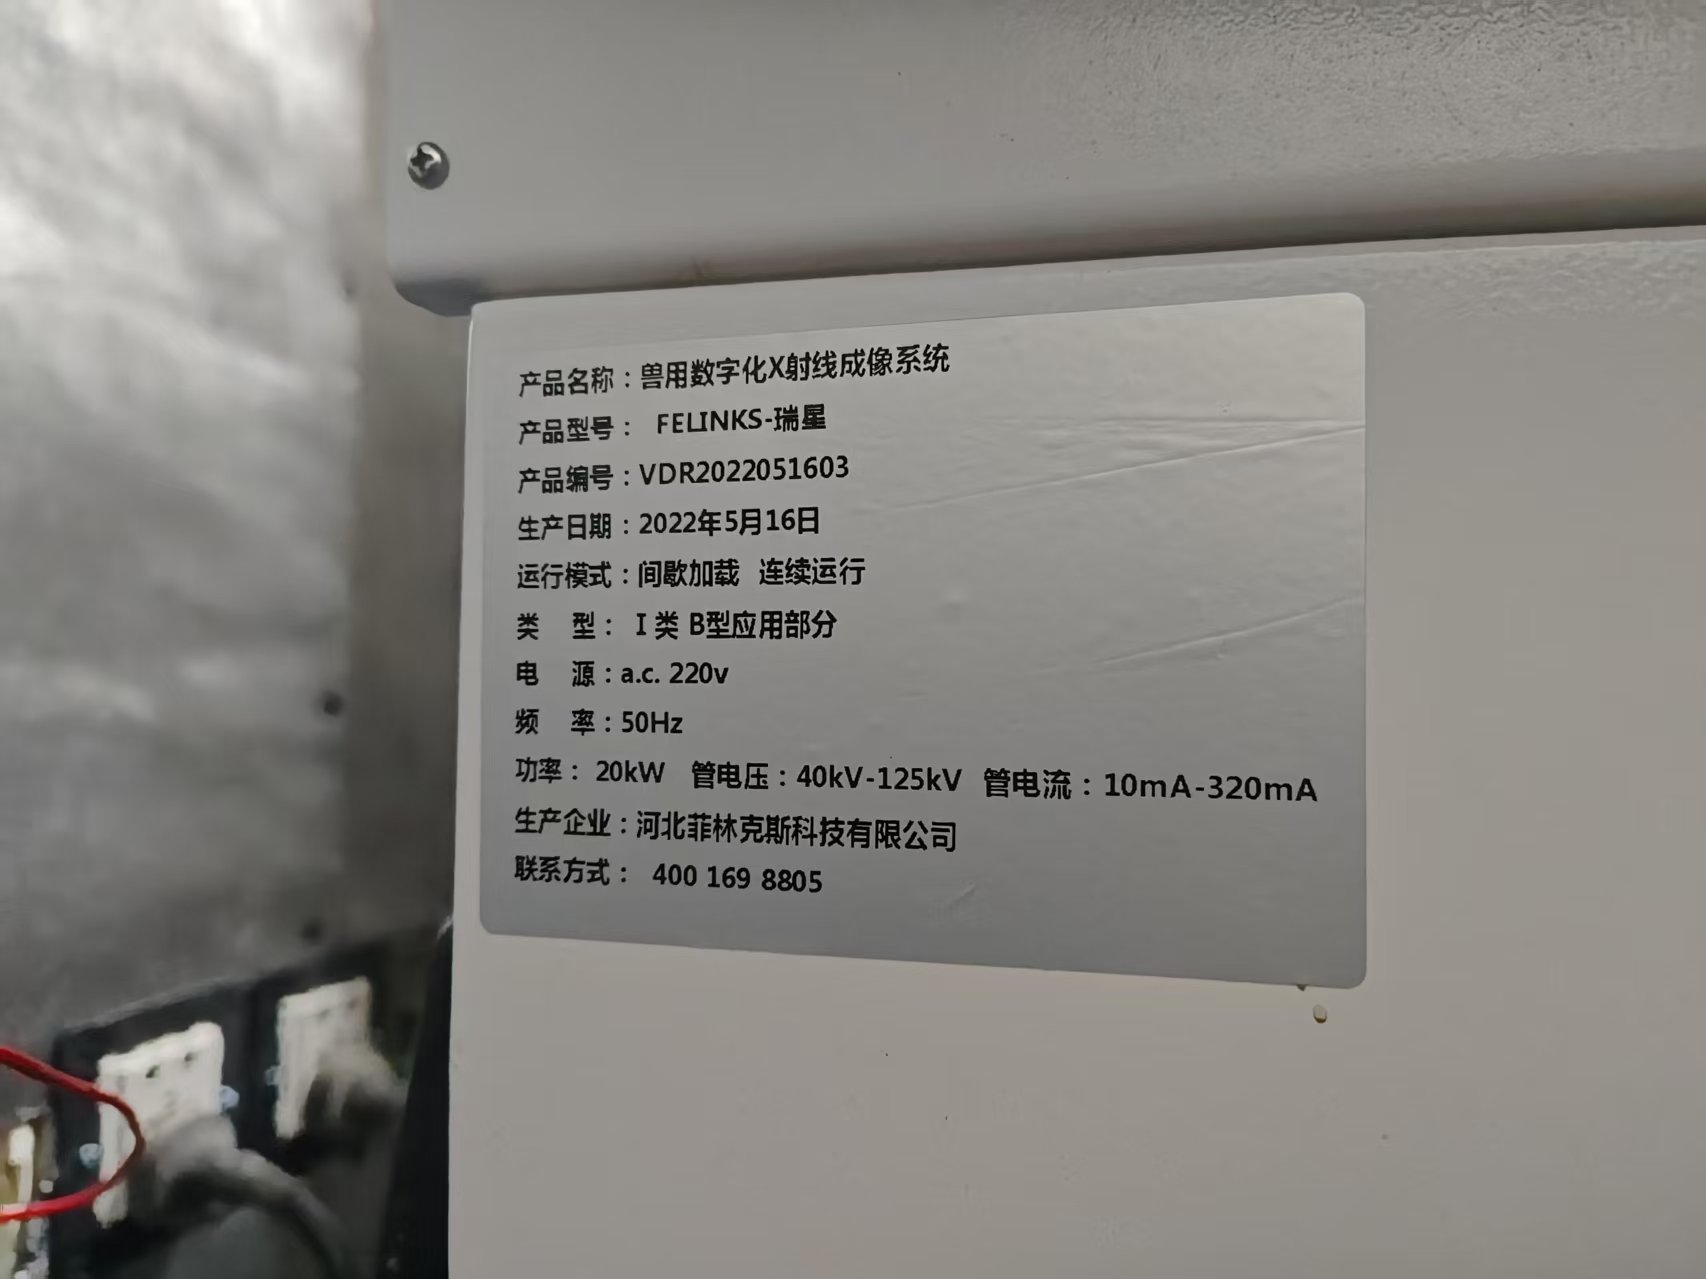 产品名称：兽用数字化X射线成像系统
产品型号： FELINKS-瑞星
产品编号：VDR2022051603
生产日期：2022年5月16日
运行模式：间歇加载 连续运行
类 型： I 类 B型应用部分
电 源：a.c. 220v
频 率：50Hz
功率： 20kW 管电压：40kV-125kV 管电流：10mA-320mA
生产企业：河北菲林克斯科技有限公司
联系方式： 400 169 8805